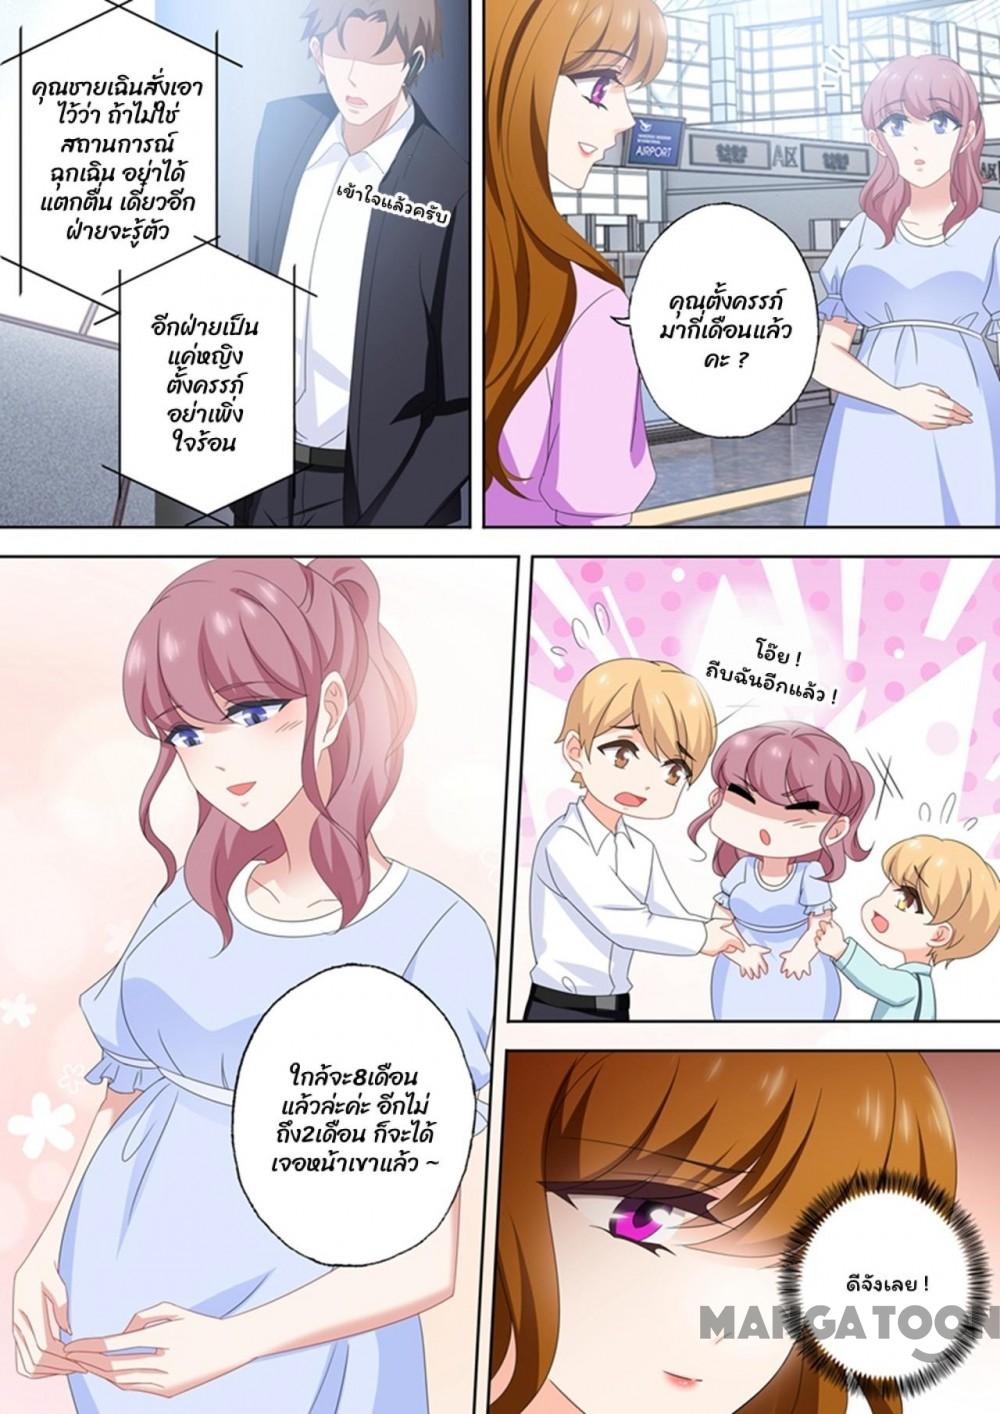 คุณชายเฉินสั่งเอา
ไว้ว่า ถ้าไม่ใช่
สถานการณ์
ฉุกเฉิน อย่าได้
แตกตื่น เดี๋ยวอีก
ฝ่ายจะรู้ตัว
เข้าใจแล้วครับ
อีกฝ่ายเป็น
แค่หญิง
ตั้งครรภ์
อย่าเพิ่ง
ใจร้อน
AIRPORT
คุณตั้งครรภ์
มากี่เดือนแล้ว
คะ ?
โอ๊ย !
ถีบฉันอีกแล้ว !
ใกล้จะ8เดือน
แล้วล่ะค่ะ อีกไม่
ถึง2เดือน ก็จะได้
เจอหน้าเขาแล้ว ~
ดีจังเลย !
MANGATOON